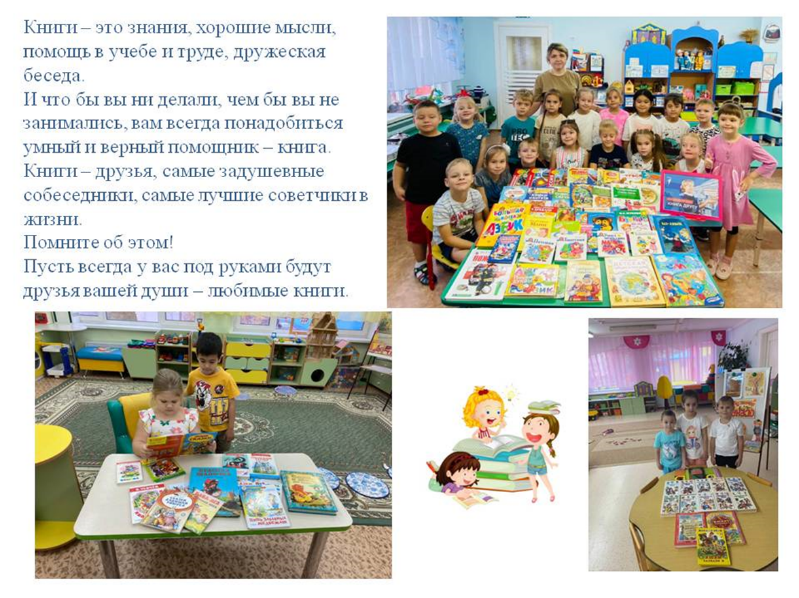 Книги – это знания, хорошие мысли,
помощь в учебе и труде, дружеская
беседа.
И что бы вы ни делали, чем бы вы не
занимались, вам всегда понадобиться
умный и верный помощник – книга.
Книги – друзья, самые задушевные
собеседники, самые лучшие советчики в
жизни.
Помните об этом!
Пусть всегда у вас под руками будут
друзья вашей души – любимые книги.